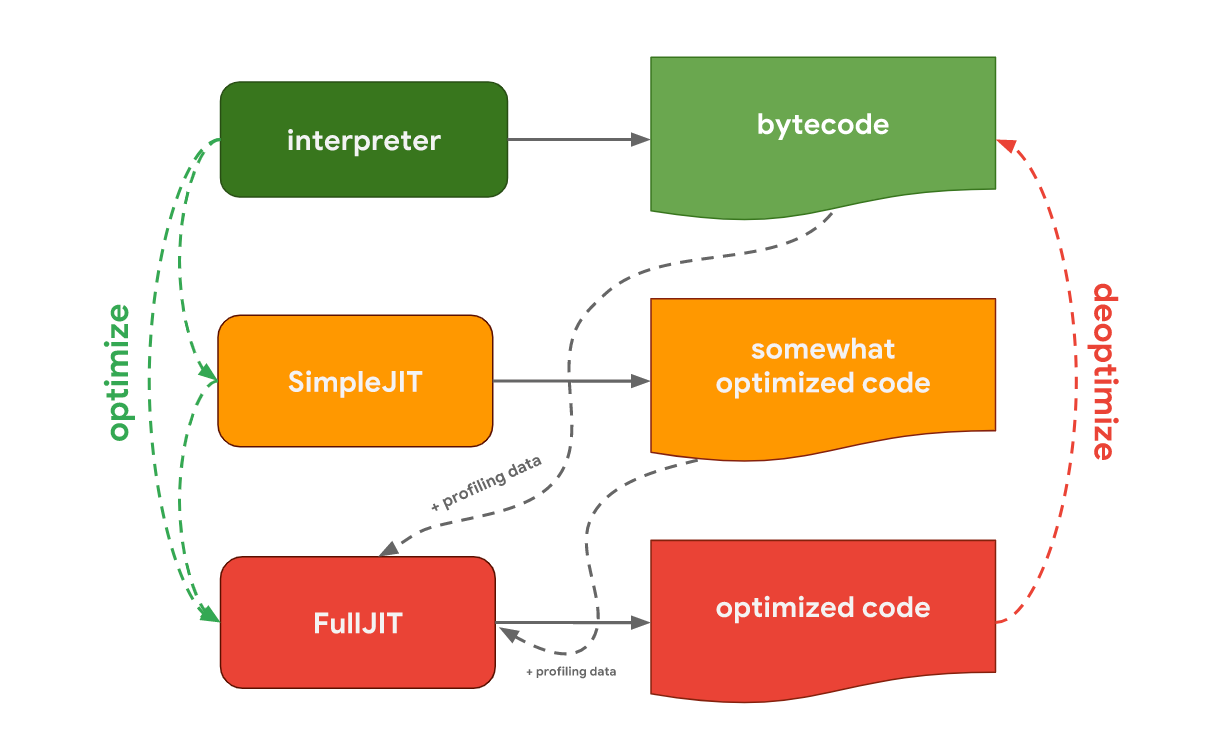 interpreter
bytecode
optimize
deoptimize
SimpleJIT
somewhat
optimized code
+ profiling data
FullJIT
optimized code
+ profiling data